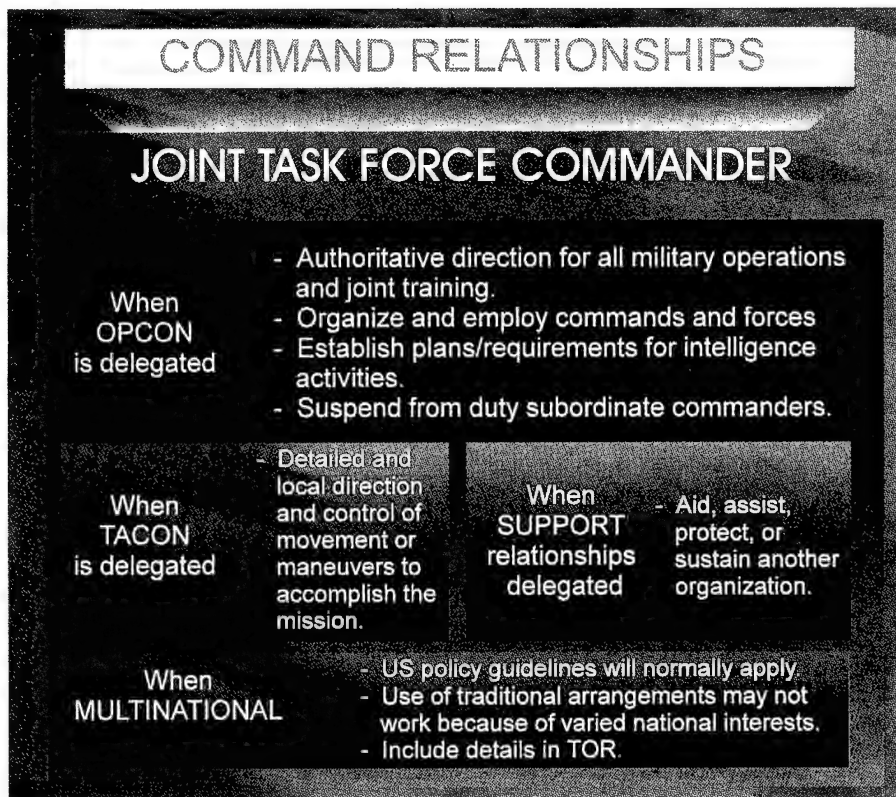 COMMAND RELATIONSHIPS
JOINT TASK FORCE COMMANDER
When
OPCON
is delegated
- Authoritative direction for all military operations
and joint training.
- Organize and employ commands and forces
- Establish plans/requirements for intelligence
activities.
- Suspend from duty subordinate commanders.
When
TACON
is delegated
- Detailed and
local direction
and control of
movement or
maneuvers to
accomplish the
mission.
When
SUPPORT
relationships
delegated
- Aid, assist,
protect, or
sustain another
organization.
When
MULTINATIONAL
- US policy guidelines will normally apply
- Use of traditional arrangements may not
work because of varied national interests.
- Include details in TOR.